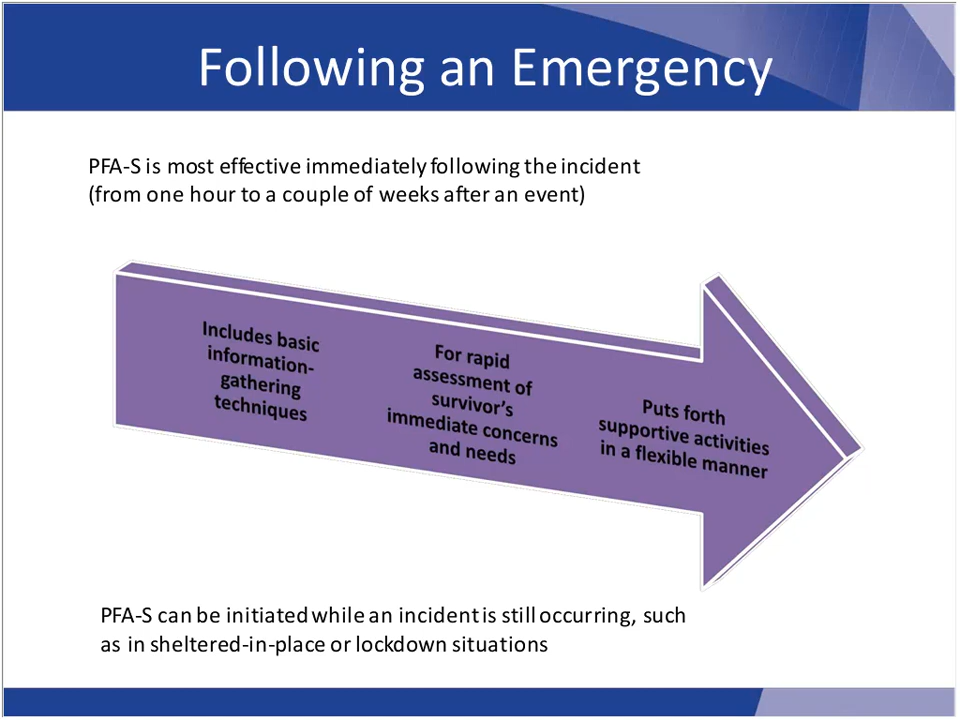 Following an Emergency
PFA-S is most effective immediately following the incident
(from one hour to a couple of weeks after an event)
Includes basic
information-
gathering
techniques
For rapid
assessment of
survivor's
immediate concerns
and needs
Puts forth
supportive activities
in a flexible manner
PFA-S can be initiated while an incident is still occurring, such
as in sheltered-in-place or lockdown situations